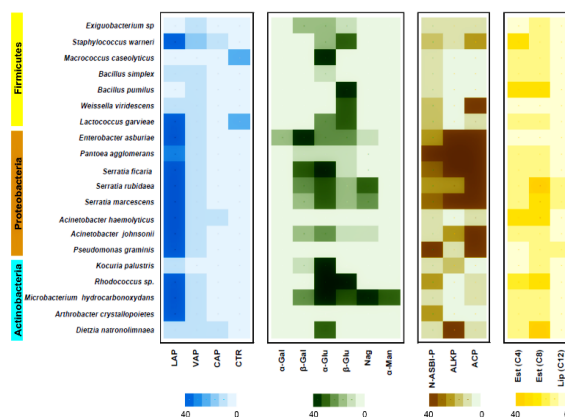 Firmicutes
Exiguobacterium sp
Staphylococcus warneri
Macrococcus caseolyticus
Bacillus simplex
Bacillus pumilus
Weissella viridescens
Lactococcus garvieae
Proteobacteria
Enterobacter asburiae
Pantoea agglomerans
Serratia ficaria
Serratia rubidaea
Serratia marcescens
Acinetobacter haemolyticus
Acinetobacter johnsonii
Pseudomonas graminis
Actinobacteria
Kocuria palustris
Rhodococcus sp.
Microbacterium hydrocarbonoxydans
Arthrobacter crystallopoietes
Dietzia natronolimnaea
LAP
VAP
CAP
CTR
α-Gal
β-Gal
α-Glu
β-Glu
Nag
α-Man
N-ASBI-P
ALKP
ACP
Est (C4)
Est (C8)
Lip (C12)
40 0
40 0
40 0
40 0